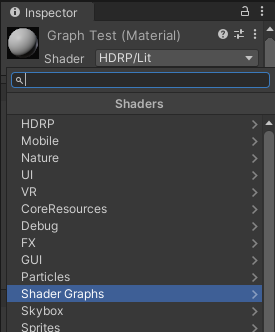 Inspector
Graph Test (Material)
Shader HDRP/Lit
Shaders
HDRP
Mobile
Nature
UI
VR
CoreResources
Debug
FX
GUI
Particles
Shader Graphs
Skybox
Sprites